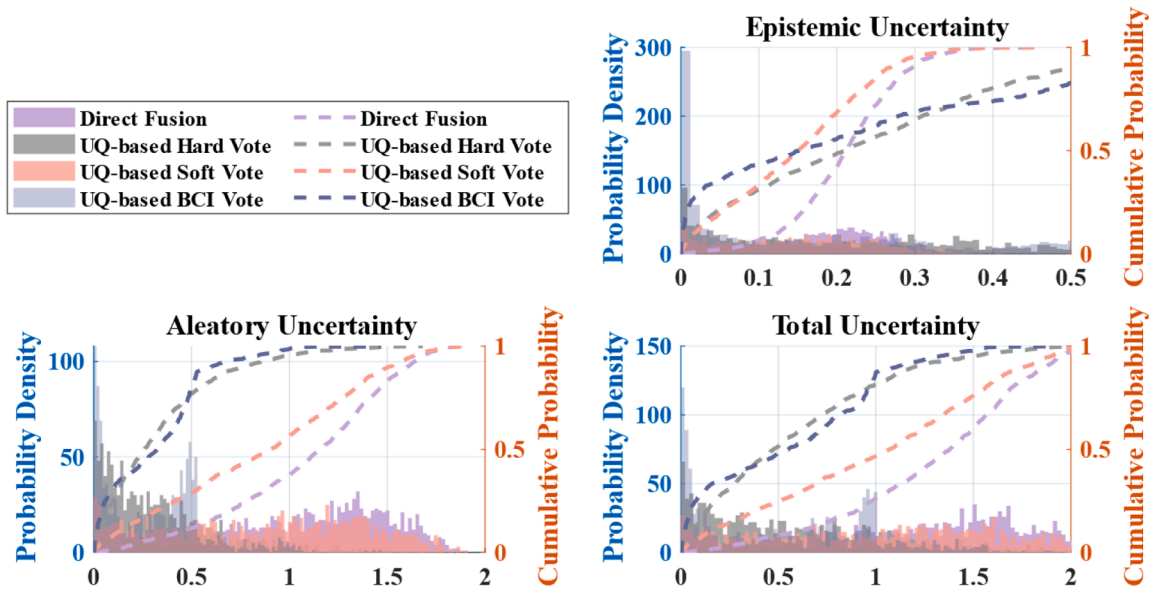 Epistemic Uncertainty
Probability Density
300
200
100
0
Cumulative Probability
1
0.5
0
0 0.1 0.2 0.3 0.4 0.5
Direct Fusion Direct Fusion
UQ-based Hard Vote UQ-based Hard Vote
UQ-based Soft Vote UQ-based Soft Vote
UQ-based BCI Vote UQ-based BCI Vote
Aleatory Uncertainty
Probability Density
100
50
0
Cumulative Probability
1
0.5
0
0 0.5 1 1.5 2
Total Uncertainty
Probability Density
150
100
50
0
Cumulative Probability
1
0.5
0
0 0.5 1 1.5 2